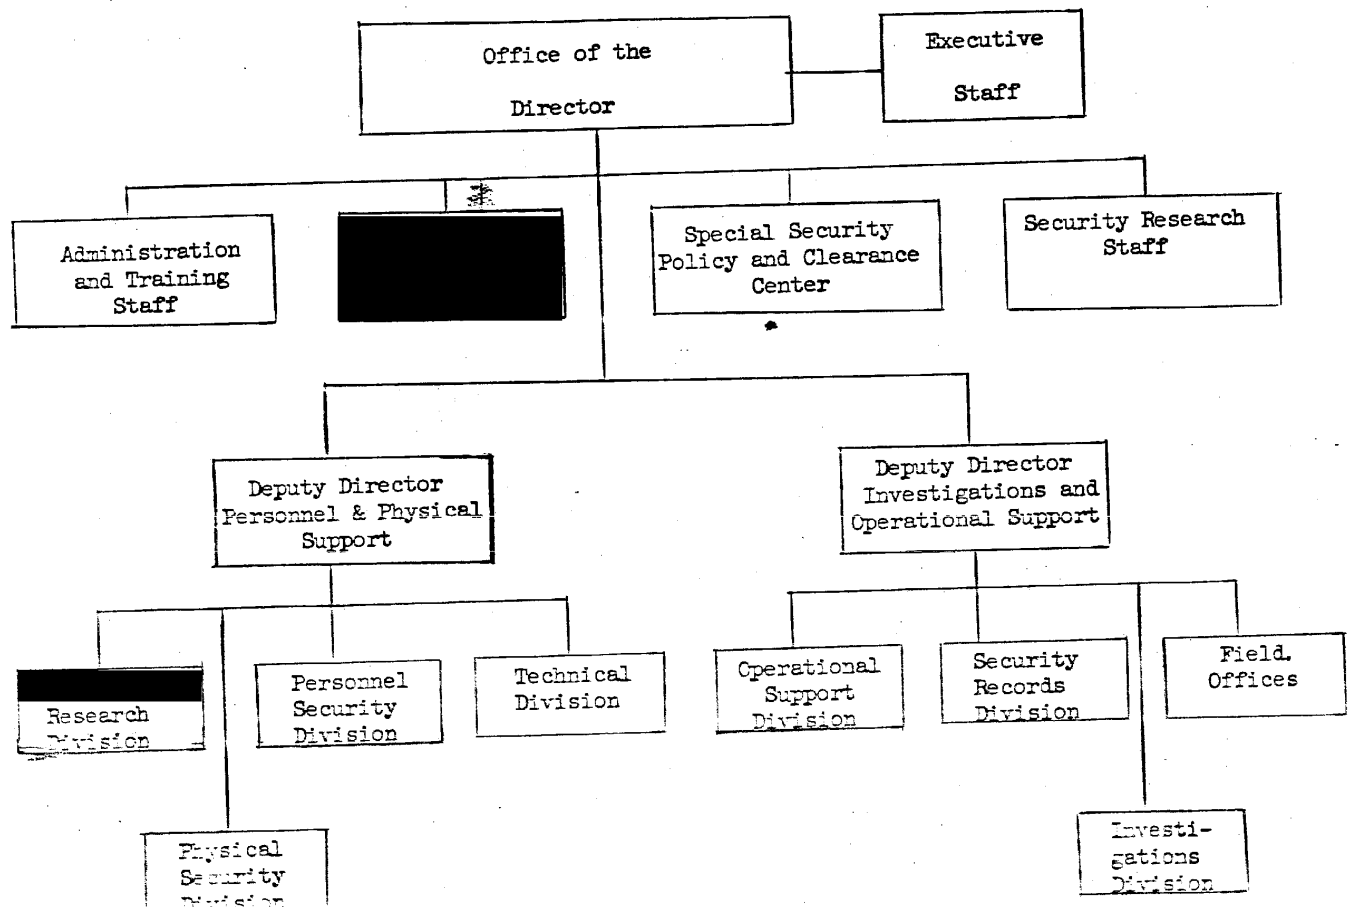 Office of the
Director
Executive
Staff
Administration
and Training
Staff
Special Security
Policy and Clearance
Center
Security Research
Staff
Deputy Director
Personnel & Physical
Support
Deputy Director
Investigations and
Operational Support
Research
Division
Personnel
Security
Division
Technical
Division
Operational
Support
Division
Security
Records
Division
Field.
Offices
Physical
Security
Division
Investi-
gations
Division